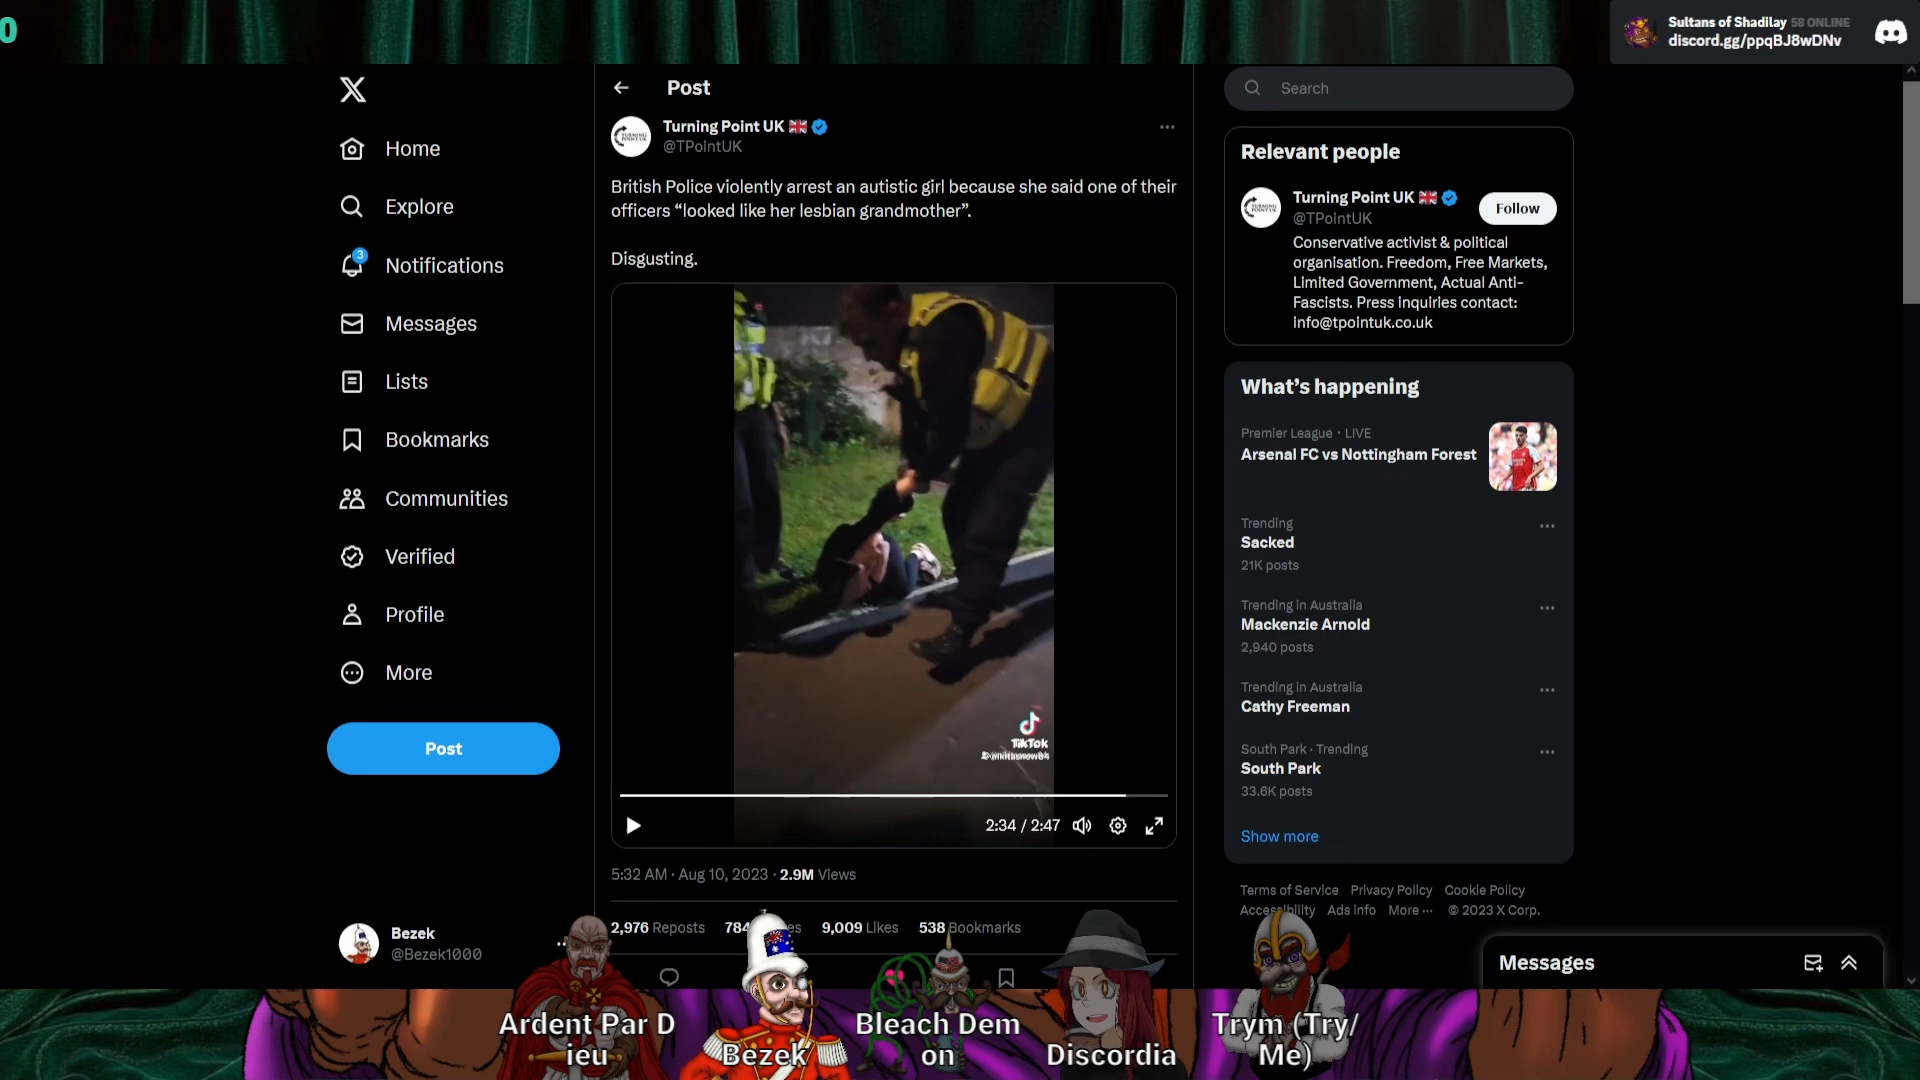 0
Sultans of Shadilay 58 ONLINE
discord.gg/ppqBJ8wDNv
Home
Explore
3
Notifications
Messages
Lists
Bookmarks
Communities
Verified
Profile
More
Post
Bezek
@Bezek1000
Post
Turning Point UK
@TPointUK
British Police violently arrest an autistic girl because she said one of their
officers “looked like her lesbian grandmother”.
Disgusting.
TikTok
2:34 / 2:47
5:32 AM · Aug 10, 2023 · 2.9M Views
2,976 Reposts
9,009 Likes
538 Bookmarks
Search
Relevant people
Turning Point UK
@TPointUK
Follow
Conservative activist & political
organisation. Freedom, Free Markets,
Limited Government, Actual Anti-
Fascists. Press inquiries contact:
info@tpointuk.co.uk
What’s happening
Premier League · LIVE
Arsenal FC vs Nottingham Forest
Trending
Sacked
21K posts
Trending in Australia
Mackenzie Arnold
2,940 posts
Trending in Australia
Cathy Freeman
South Park · Trending
South Park
33.6K posts
Show more
Terms of Service Privacy Policy Cookie Policy
Accessibility Ads info More ··· © 2023 X Corp.
Messages
Ardent Par D
ieu
Bezek
Bleach Dem
on
Discordia
Trym (Try/
Me)